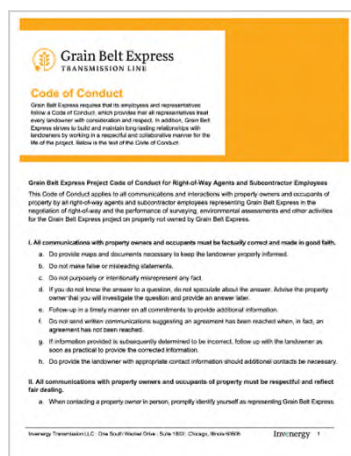 Grain Belt Express
TRANSMISSION LINE
Code of Conduct
Grain Belt Express requires that its employees and representatives
follow a Code of Conduct, which provides that all representatives treat
every landowner with consideration and respect. In addition, Grain Belt
Express strives to build and maintain long-lasting relationships with
landowners by working in a respectful and collaborative manner for the
life of the project. Below is the text of the Code of Conduct.
Grain Belt Express Project Code of Conduct for Right-of-Way Agents and Subcontractor Employees
This Code of Conduct applies to all communications and interactions with property owners and occupants of
property by all right-of-way agents and subcontractor employees representing Grain Belt Express in the
negotiation of right-of-way and the performance of surveying, environmental assessments and other activities
for the Grain Belt Express project on property not owned by Grain Belt Express.
I. All communications with property owners and occupants must be factually correct and made in good faith.
a. Do provide maps and documents necessary to keep the landowner properly informed.
b. Do not make false or misleading statements.
c. Do not purposely or intentionally misrepresent any fact.
d. If you do not know the answer to a question, do not speculate about the answer. Advise the property
owner that you will investigate the question and provide an answer later.
e. Follow-up in a timely manner on all commitments to provide additional information.
f. Do not send written communications suggesting an agreement has been reached when, in fact, an
agreement has not been reached.
g. If information provided is subsequently determined to be incorrect, follow up with the landowner as
soon as practical to provide the corrected information.
h. Do provide the landowner with appropriate contact information should additional contacts be necessary.
II. All communications with property owners and occupants of property must be respectful and reflect
fair dealing.
a. When contacting a property owner in person, promptly identify yourself as representing Grain Belt Express.
Invenergy Transmission LLC | One South Wacker Drive | Suite 1800 | Chicago, Illinois 60606
Invenergy 1